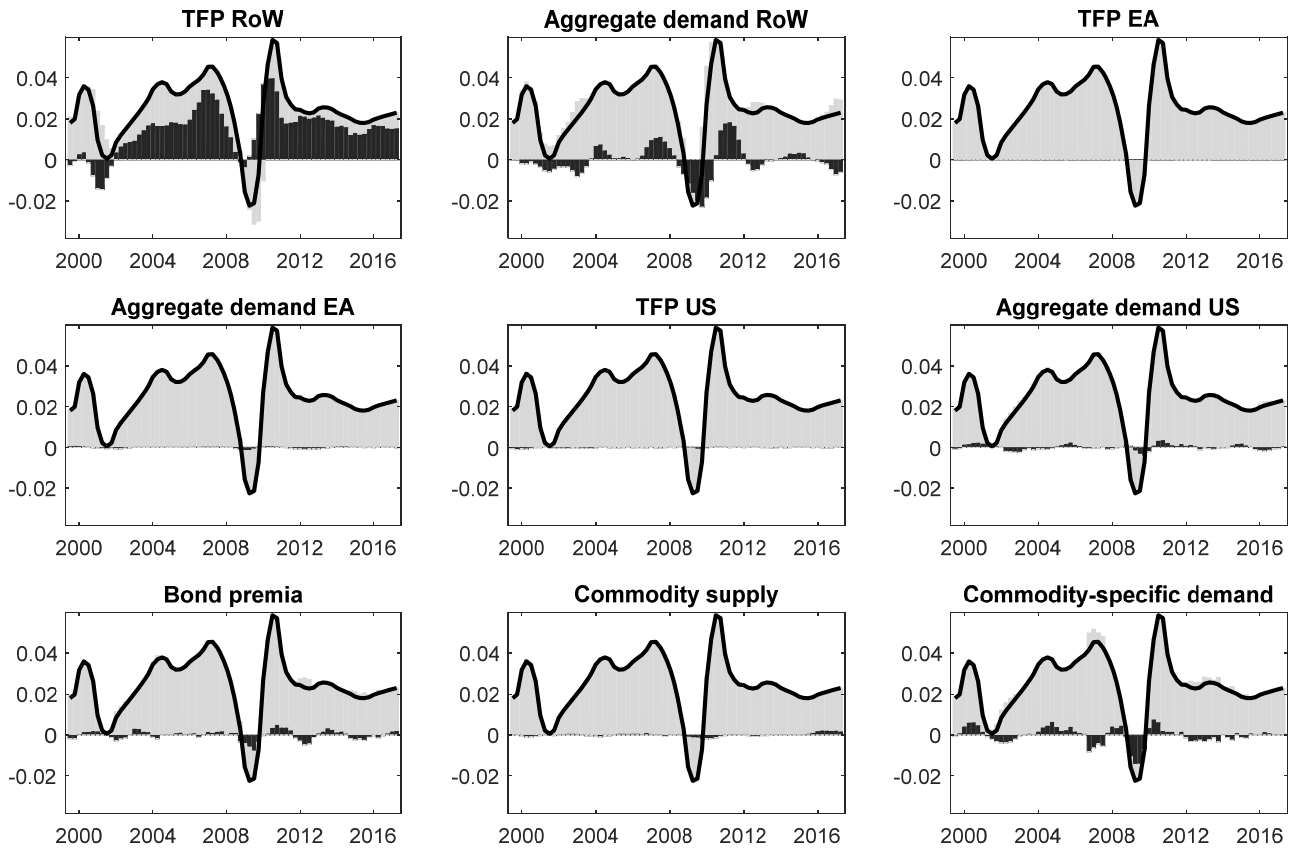 TFP RoW
Aggregate demand RoW
TFP EA
0.04
0.02
0
-0.02
2000 2004 2008 2012 2016
0.04
0.02
0
-0.02
2000 2004 2008 2012 2016
0.04
0.02
0
-0.02
2000 2004 2008 2012 2016
Aggregate demand EA
TFP US
Aggregate demand US
0.04
0.02
0
-0.02
2000 2004 2008 2012 2016
0.04
0.02
0
-0.02
2000 2004 2008 2012 2016
0.04
0.02
0
-0.02
2000 2004 2008 2012 2016
Bond premia
Commodity supply
Commodity-specific demand
0.04
0.02
0
-0.02
2000 2004 2008 2012 2016
0.04
0.02
0
-0.02
2000 2004 2008 2012 2016
0.04
0.02
0
-0.02
2000 2004 2008 2012 2016